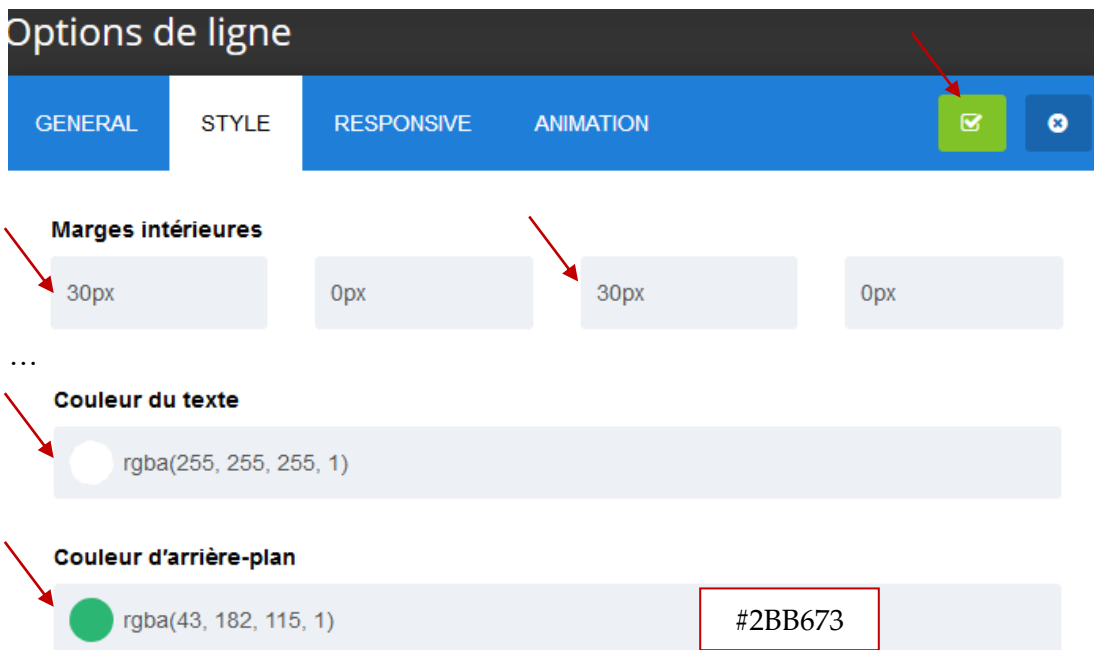 Options de ligne
GENERAL STYLE RESPONSIVE ANIMATION
Marges intérieures
30px 0px 30px 0px
…
Couleur du texte
rgba(255, 255, 255, 1)
Couleur d'arrière-plan
rgba(43, 182, 115, 1) #2BB673